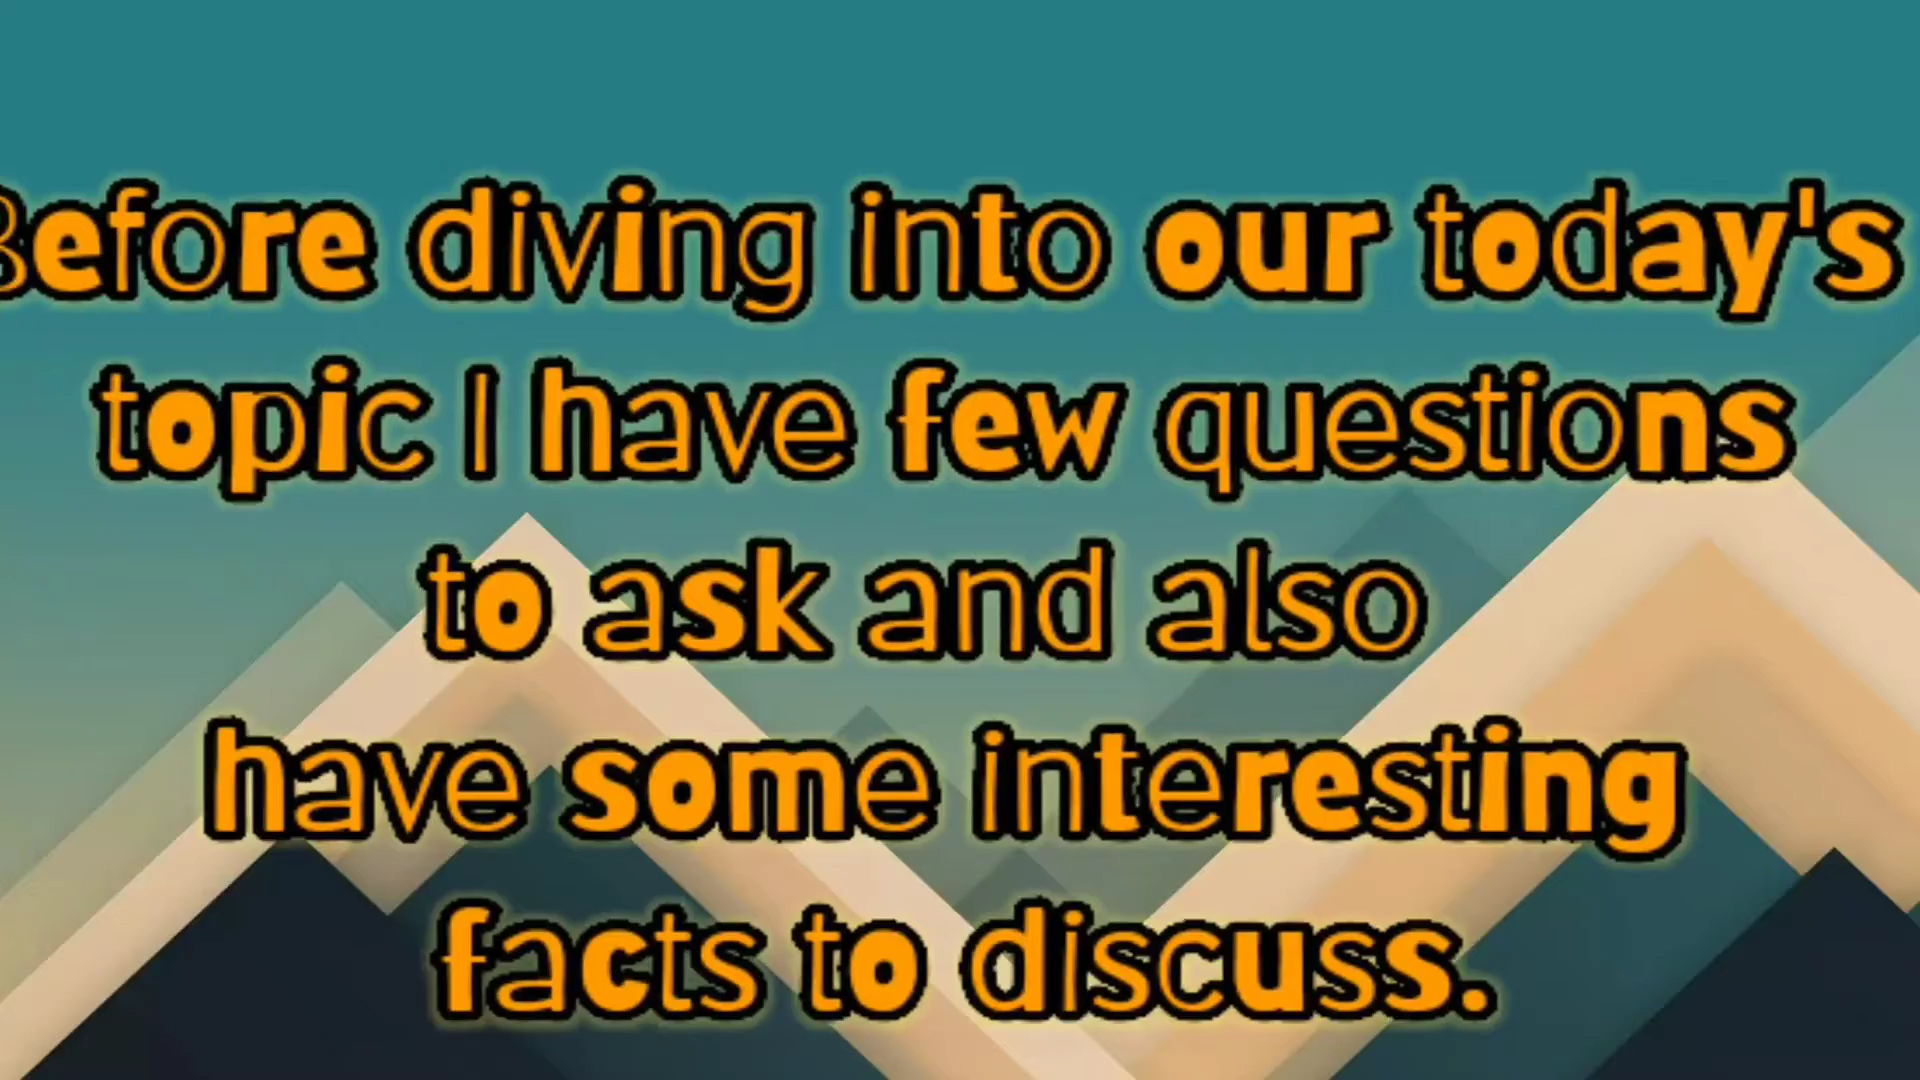 Before diving into our today's
topic I have few questions
to ask and also
have some interesting
facts to discuss.